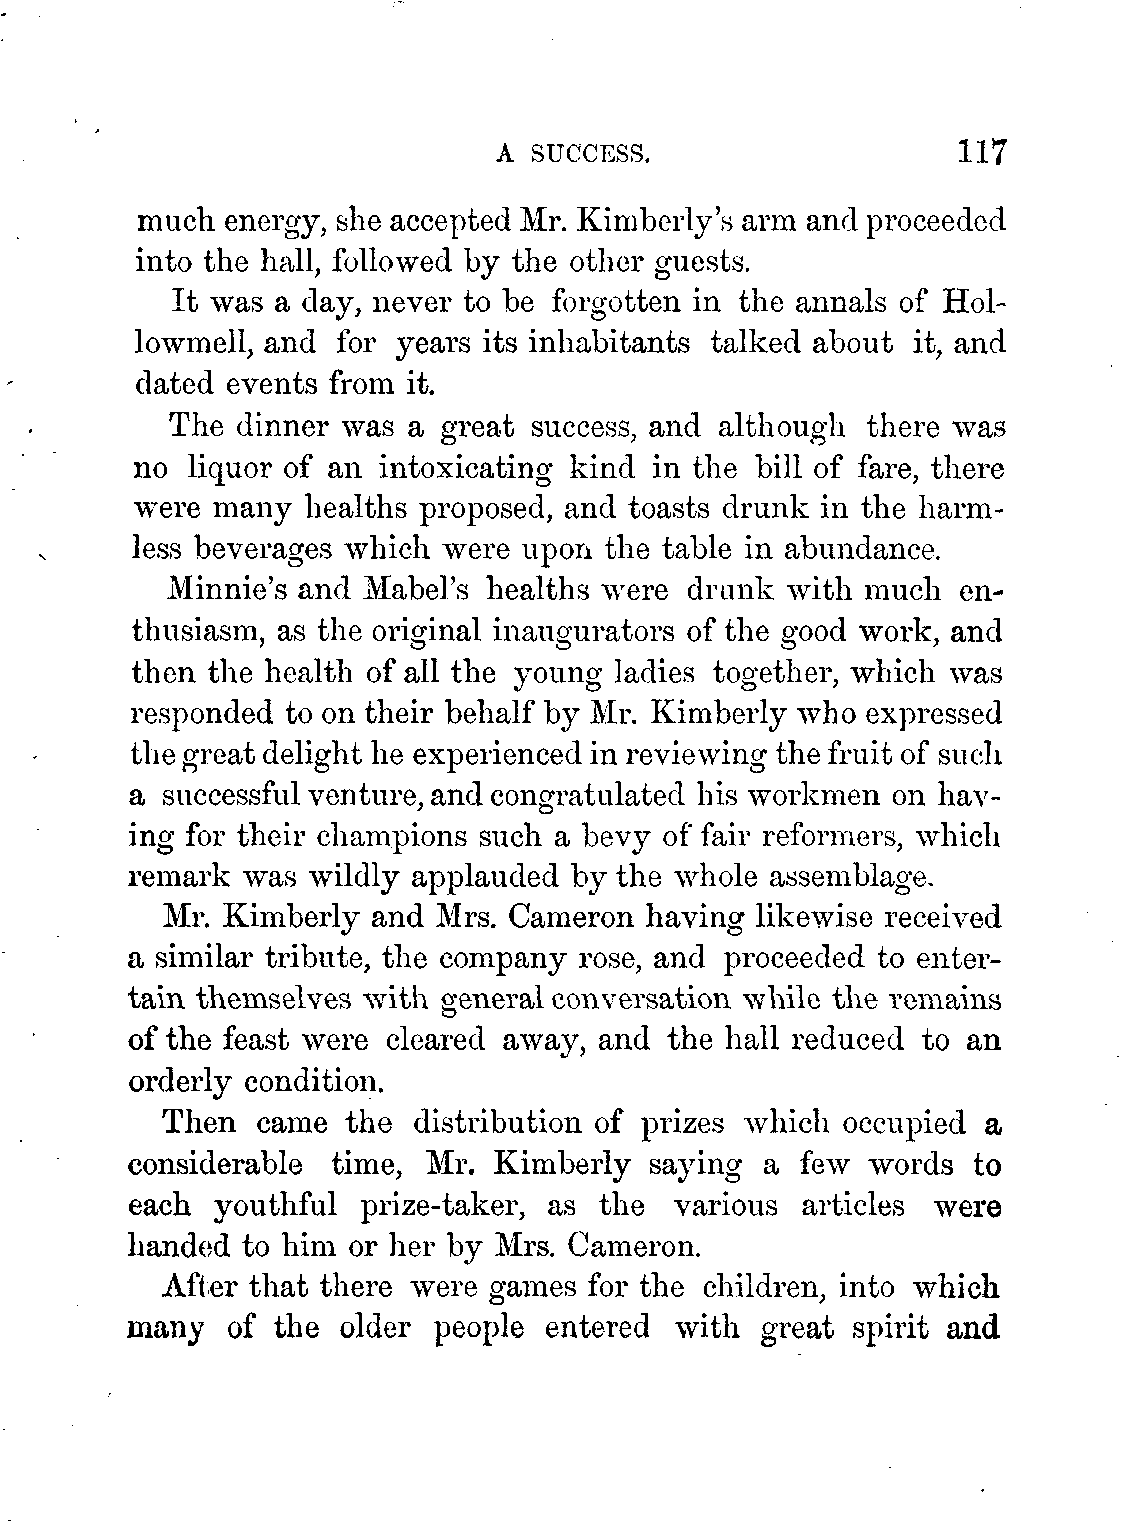 A SUCCESS. 117
much energy, she accepted Mr. Kimberly's arm and proceeded
into the hall, followed by the other guests.
It was a day, never to be forgotten in the annals of Hol-
lowmell, and for years its inhabitants talked about it, and
dated events from it.
The dinner was a great success, and although there was
no liquor of an intoxicating kind in the bill of fare, there
were many healths proposed, and toasts drunk in the harm-
less beverages which were upon the table in abundance.
Minnie's and Mabel's healths were drunk with much en-
thusiasm, as the original inaugurators of the good work, and
then the health of all the young ladies together, which was
responded to on their behalf by Mr. Kimberly who expressed
the great delight he experienced in reviewing the fruit of such
a successful venture, and congratulated his workmen on hav-
ing for their champions such a bevy of fair reformers, which
remark was wildly applauded by the whole assemblage.
Mr. Kimberly and Mrs. Cameron having likewise received
a similar tribute, the company rose, and proceeded to enter-
tain themselves with general conversation while the remains
of the feast were cleared away, and the hall reduced to an
orderly condition.
Then came the distribution of prizes which occupied a
considerable time, Mr. Kimberly saying a few words to
each youthful prize-taker, as the various articles were
handed to him or her by Mrs. Cameron.
After that there were games for the children, into which
many of the older people entered with great spirit and